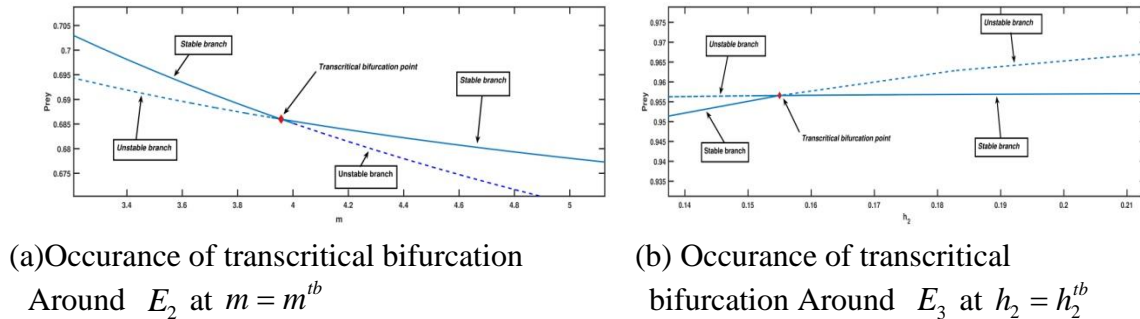 0.705
0.7
0.695
0.69
0.685
0.68
0.675
Prey
Stable branch
Transcritical bifurcation point
Stable branch
Unstable branch
Unstable branch
3.4 3.6 3.8 4 4.2 4.4 4.6 4.8 5
m
0.975
0.97
0.965
0.96
0.955
0.95
0.945
0.94
0.935
Prey
Unstable branch
Unstable branch
Stable branch
Transcritical bifurcation point
Stable branch
0.14 0.15 0.16 0.17 0.18 0.19 0.2 0.21
h₂
(a)Occurance of transcritical bifurcation
Around E₂ at m = m^{tb}
(b) Occurance of transcritical
bifurcation Around E₃ at h₂ = h₂^{tb}